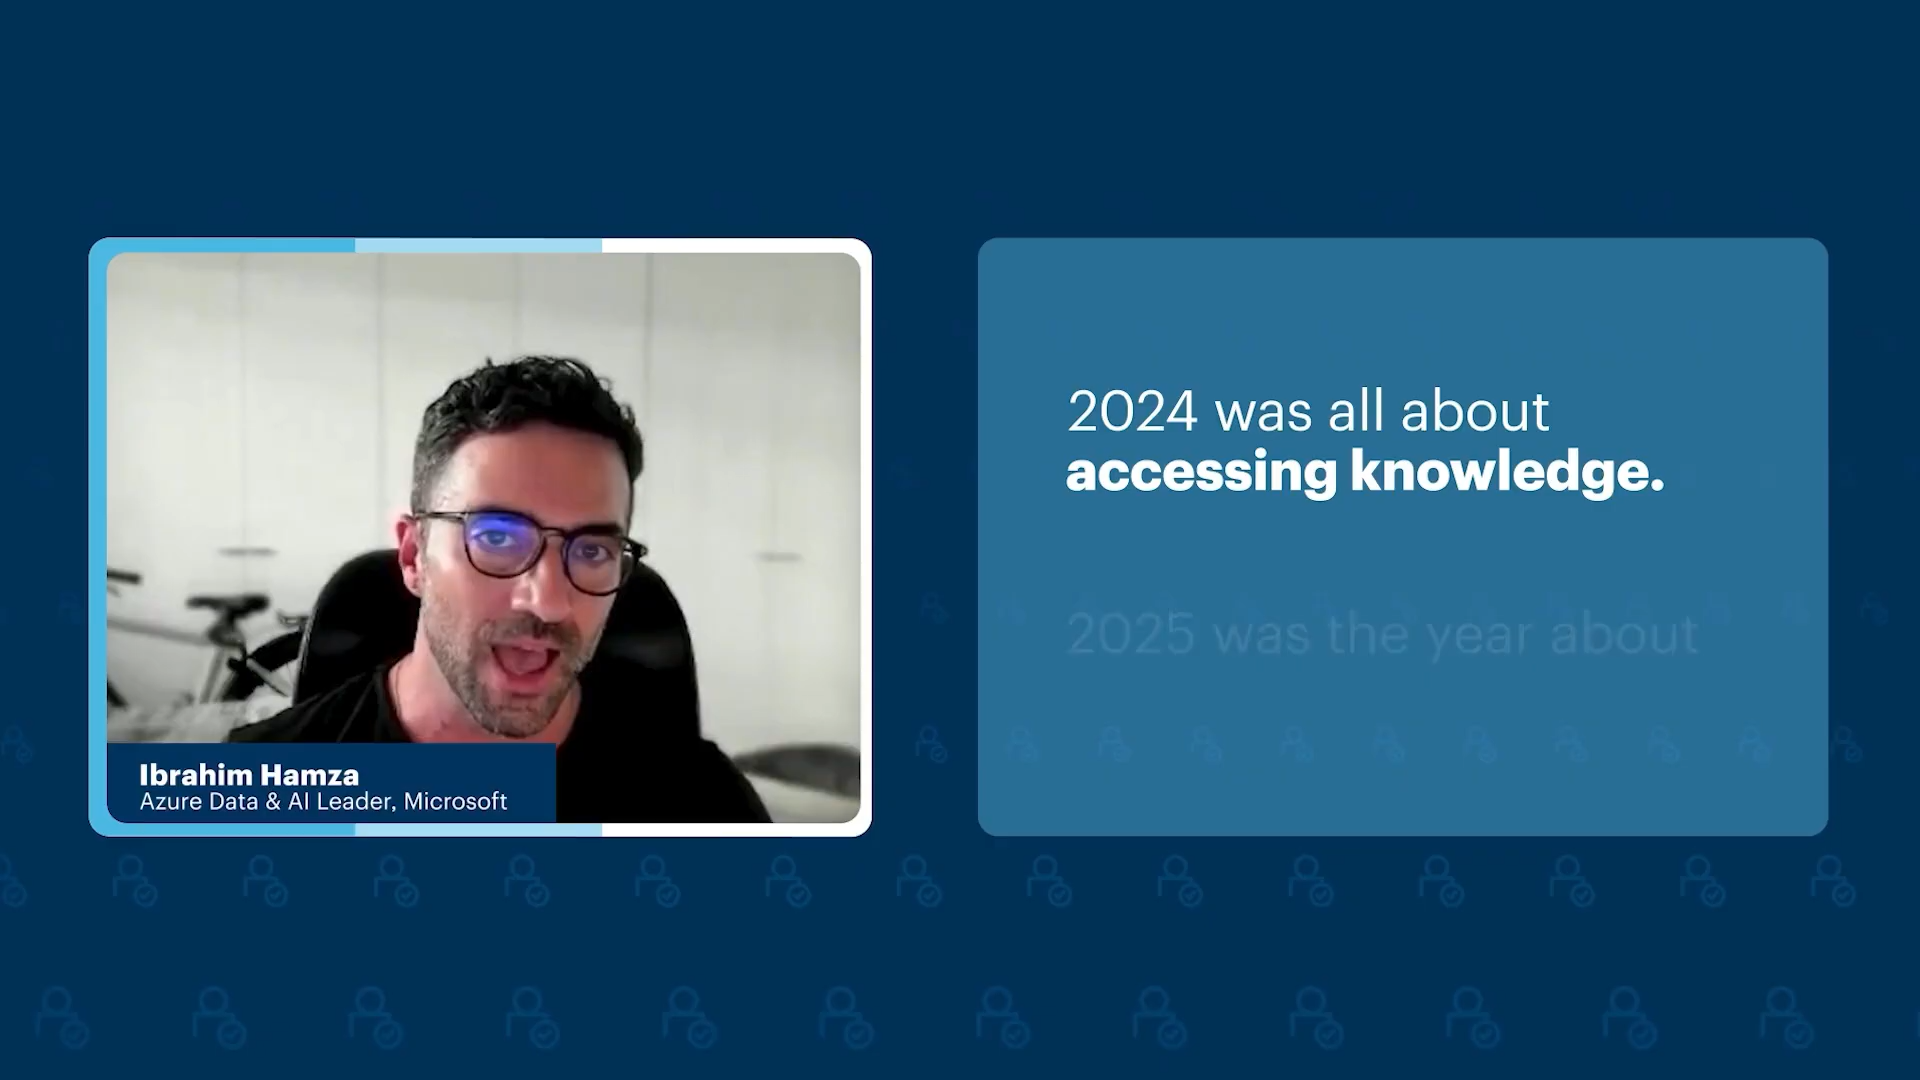 2024 was all about
accessing knowledge.
2025 was the year about
Ibrahim Hamza
Azure Data & AI Leader, Microsoft